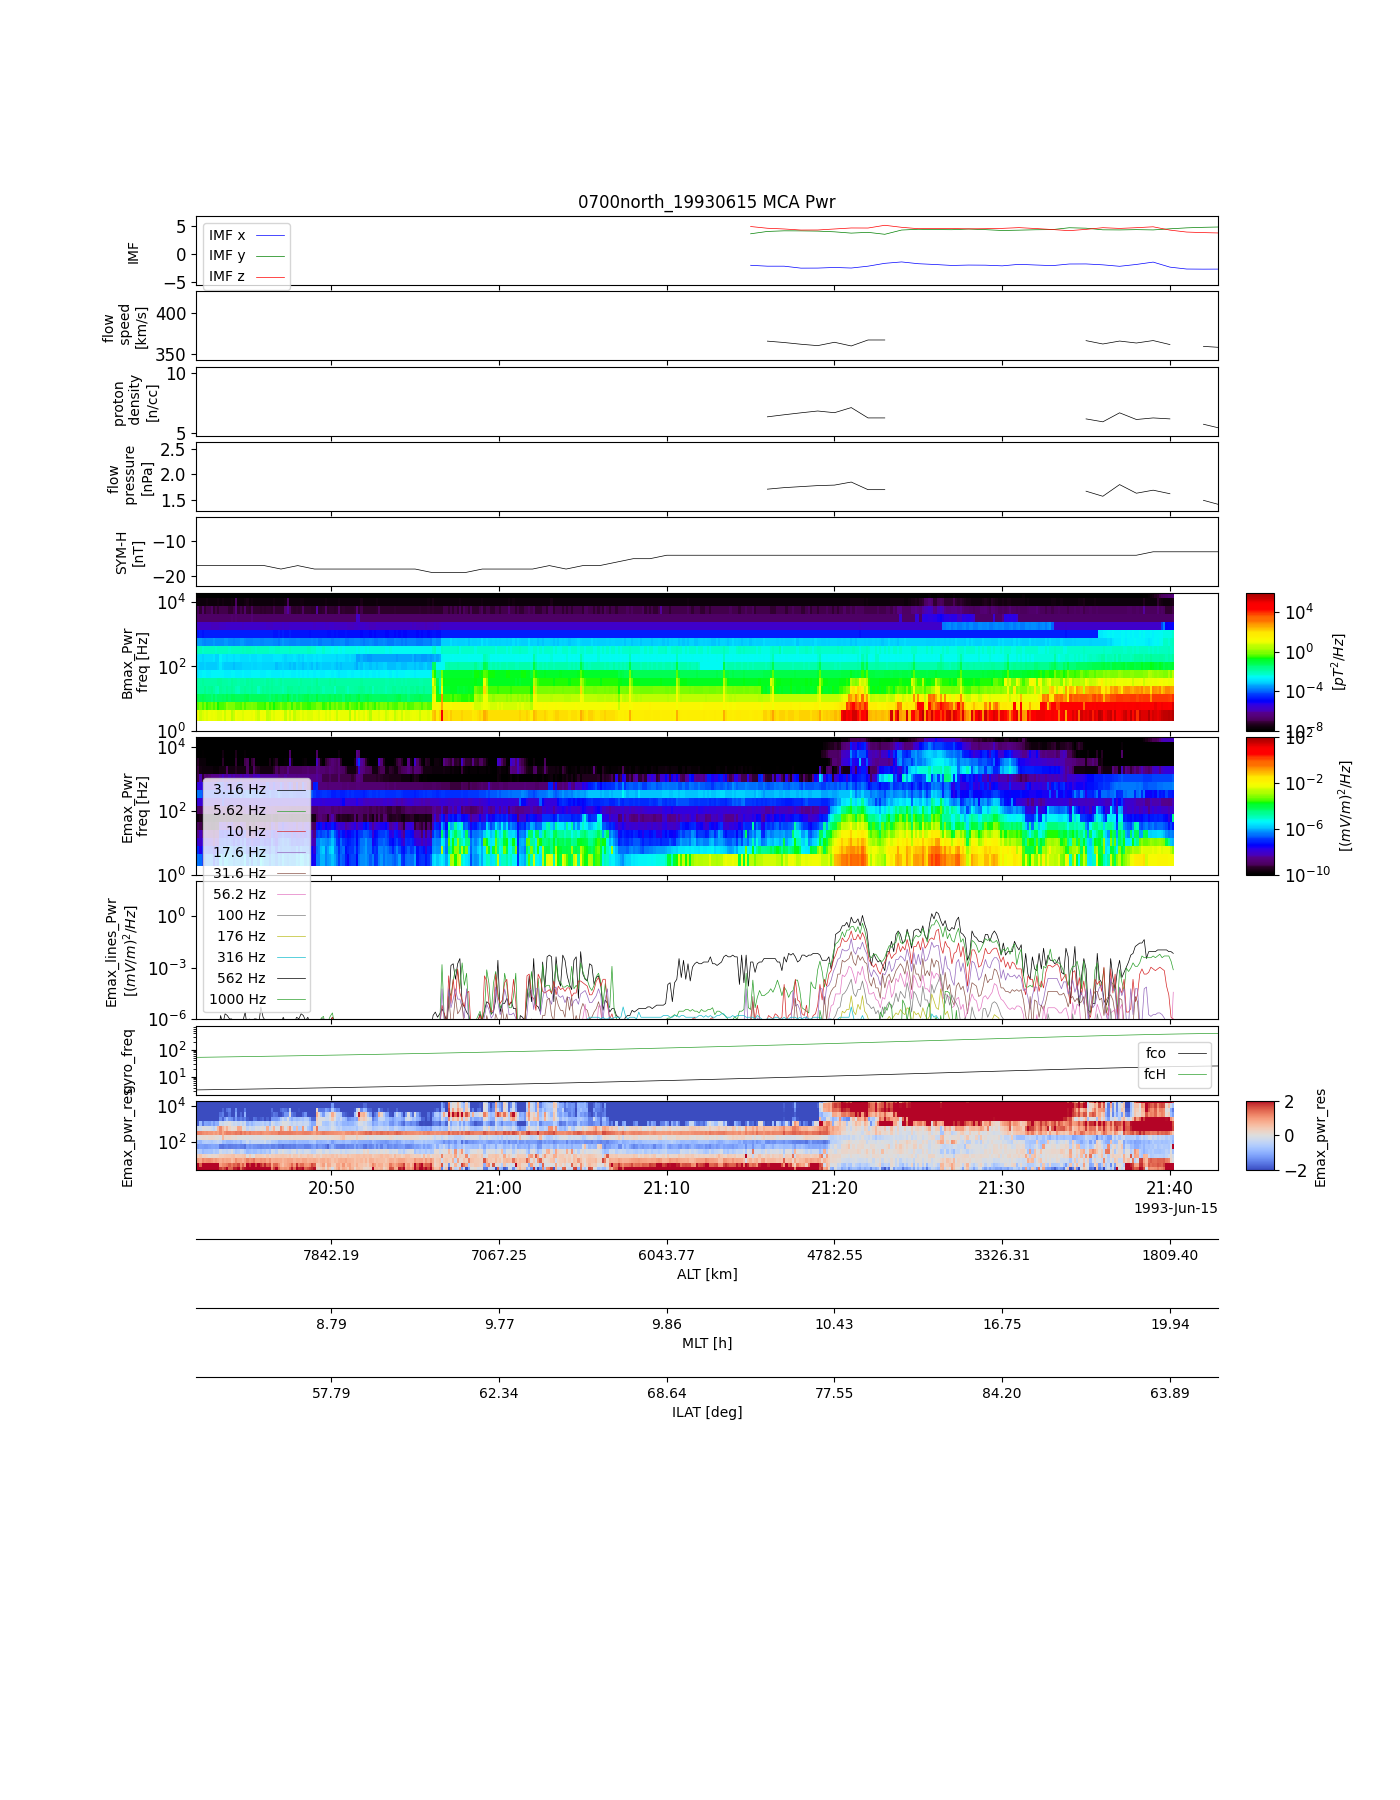 0700north_19930615 MCA Pwr
IMF
5
0
−5
IMF x
IMF y
IMF z
flow
speed
[km/s]
400
350
proton
density
[n/cc]
10
5
flow
pressure
[nPa]
2.5
2.0
1.5
SYM-H
[nT]
−10
−20
Bmax_Pwr
freq [Hz]
10^4
10^2
10^0
10^4
10^0
10^−4
10^−8
[pT^2/Hz]
Emax_Pwr
freq [Hz]
10^4
10^2
10^0
10^2
10^−2
10^−6
10^−10
[(mV/m)^2/Hz]
3.16 Hz
5.62 Hz
10 Hz
17.6 Hz
31.6 Hz
56.2 Hz
100 Hz
176 Hz
316 Hz
562 Hz
1000 Hz
Emax_lines_Pwr
[(mV/m)^2/Hz]
10^0
10^−3
10^−6
gyro_freq
10^2
10^1
fco
fcH
Emax_pwr_res
10^4
10^2
2
0
−2
Emax_pwr_res
20:50 21:00 21:10 21:20 21:30 21:40
1993-Jun-15
7842.19 7067.25 6043.77 4782.55 3326.31 1809.40
ALT [km]
8.79 9.77 9.86 10.43 16.75 19.94
MLT [h]
57.79 62.34 68.64 77.55 84.20 63.89
ILAT [deg]